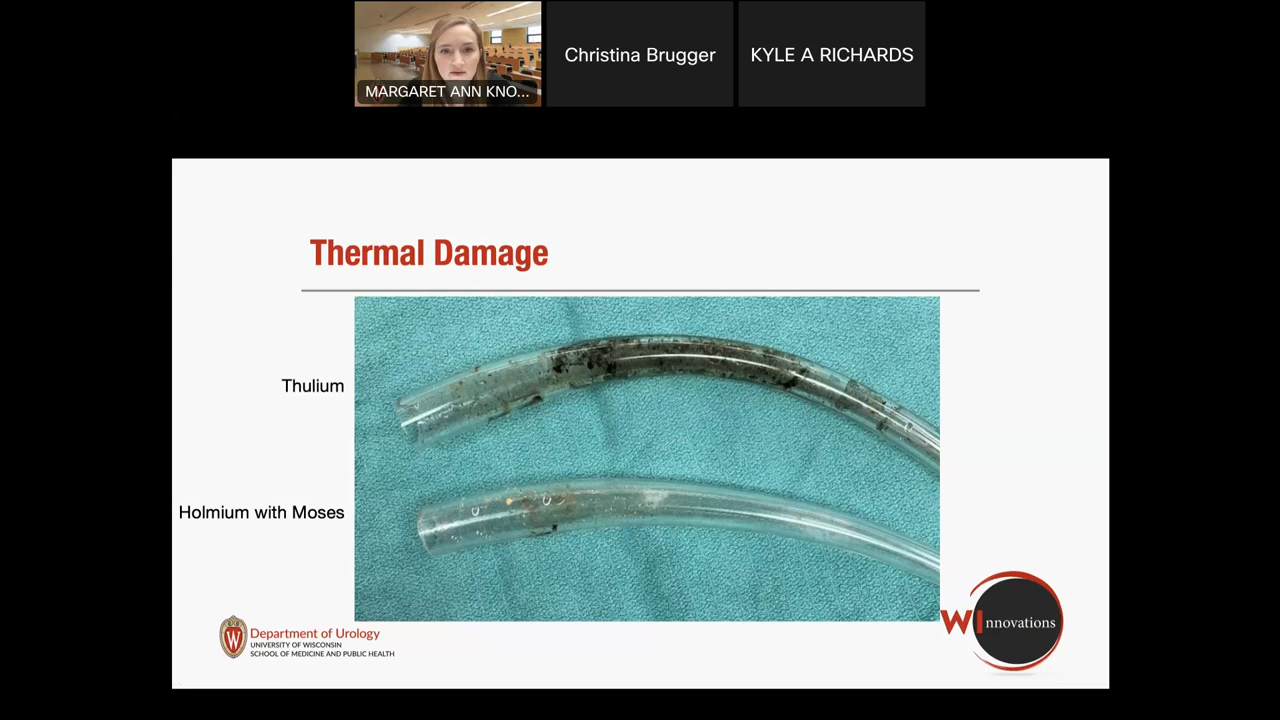 MARGARET ANN KNO...
Christina Brugger
KYLE A RICHARDS
Thermal Damage
Thulium
Holmium with Moses
W
Department of Urology
UNIVERSITY OF WISCONSIN
SCHOOL OF MEDICINE AND PUBLIC HEALTH
WInnovations